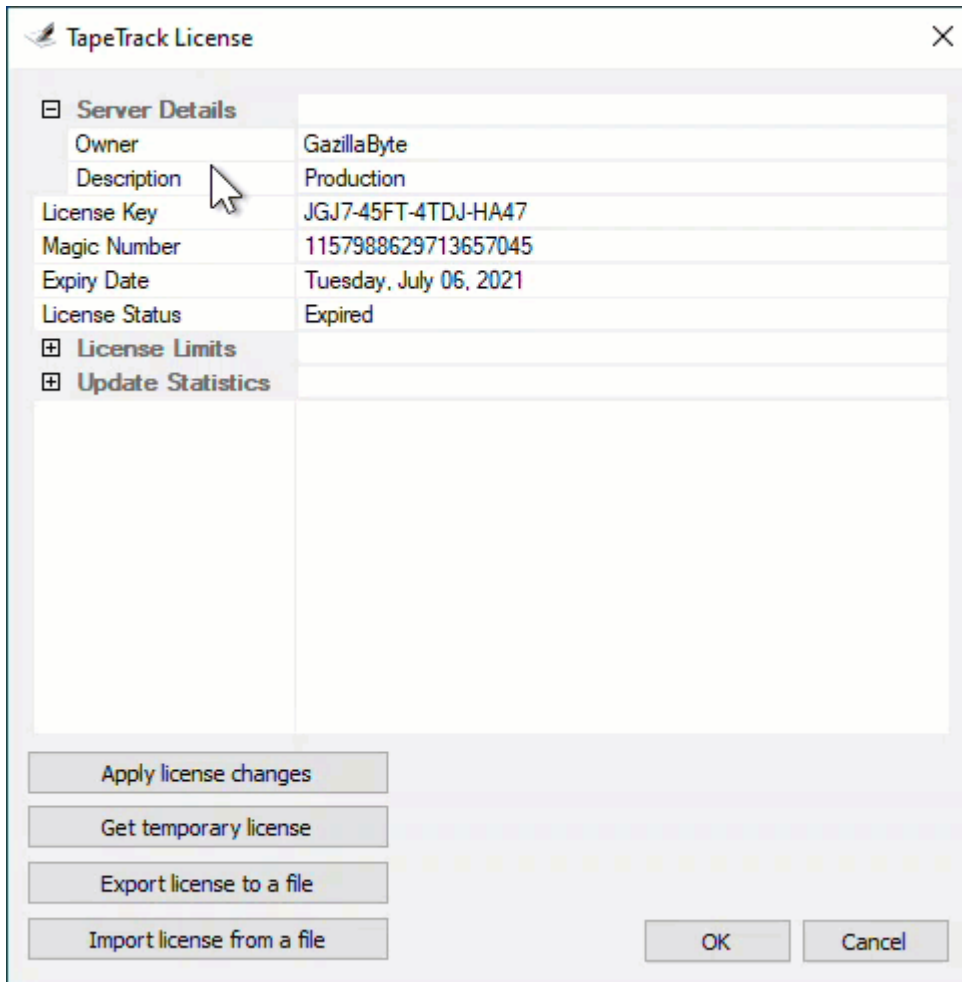 TapeTrack License
Server Details
Owner GazillaByte
Description Production
License Key JGJ7-45FT-4TDJ-HA47
Magic Number 1157988629713657045
Expiry Date Tuesday, July 06, 2021
License Status Expired
License Limits
Update Statistics
Apply license changes
Get temporary license
Export license to a file
Import license from a file
OK Cancel